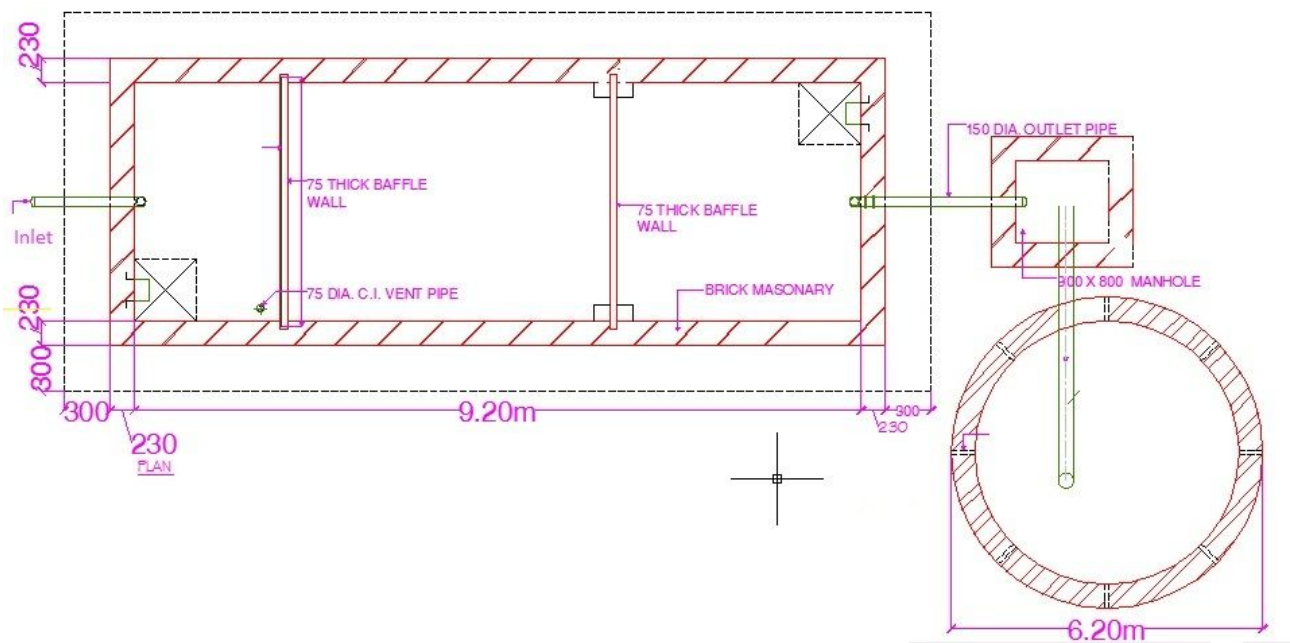 230
150 DIA. OUTLET PIPE
75 THICK BAFFLE
WALL
75 THICK BAFFLE
WALL
Inlet
900 X 800 MANHOLE
75 DIA. C.I. VENT PIPE
BRICK MASONARY
230
300
300
9.20m
300
230
230
PLAN
6.20m